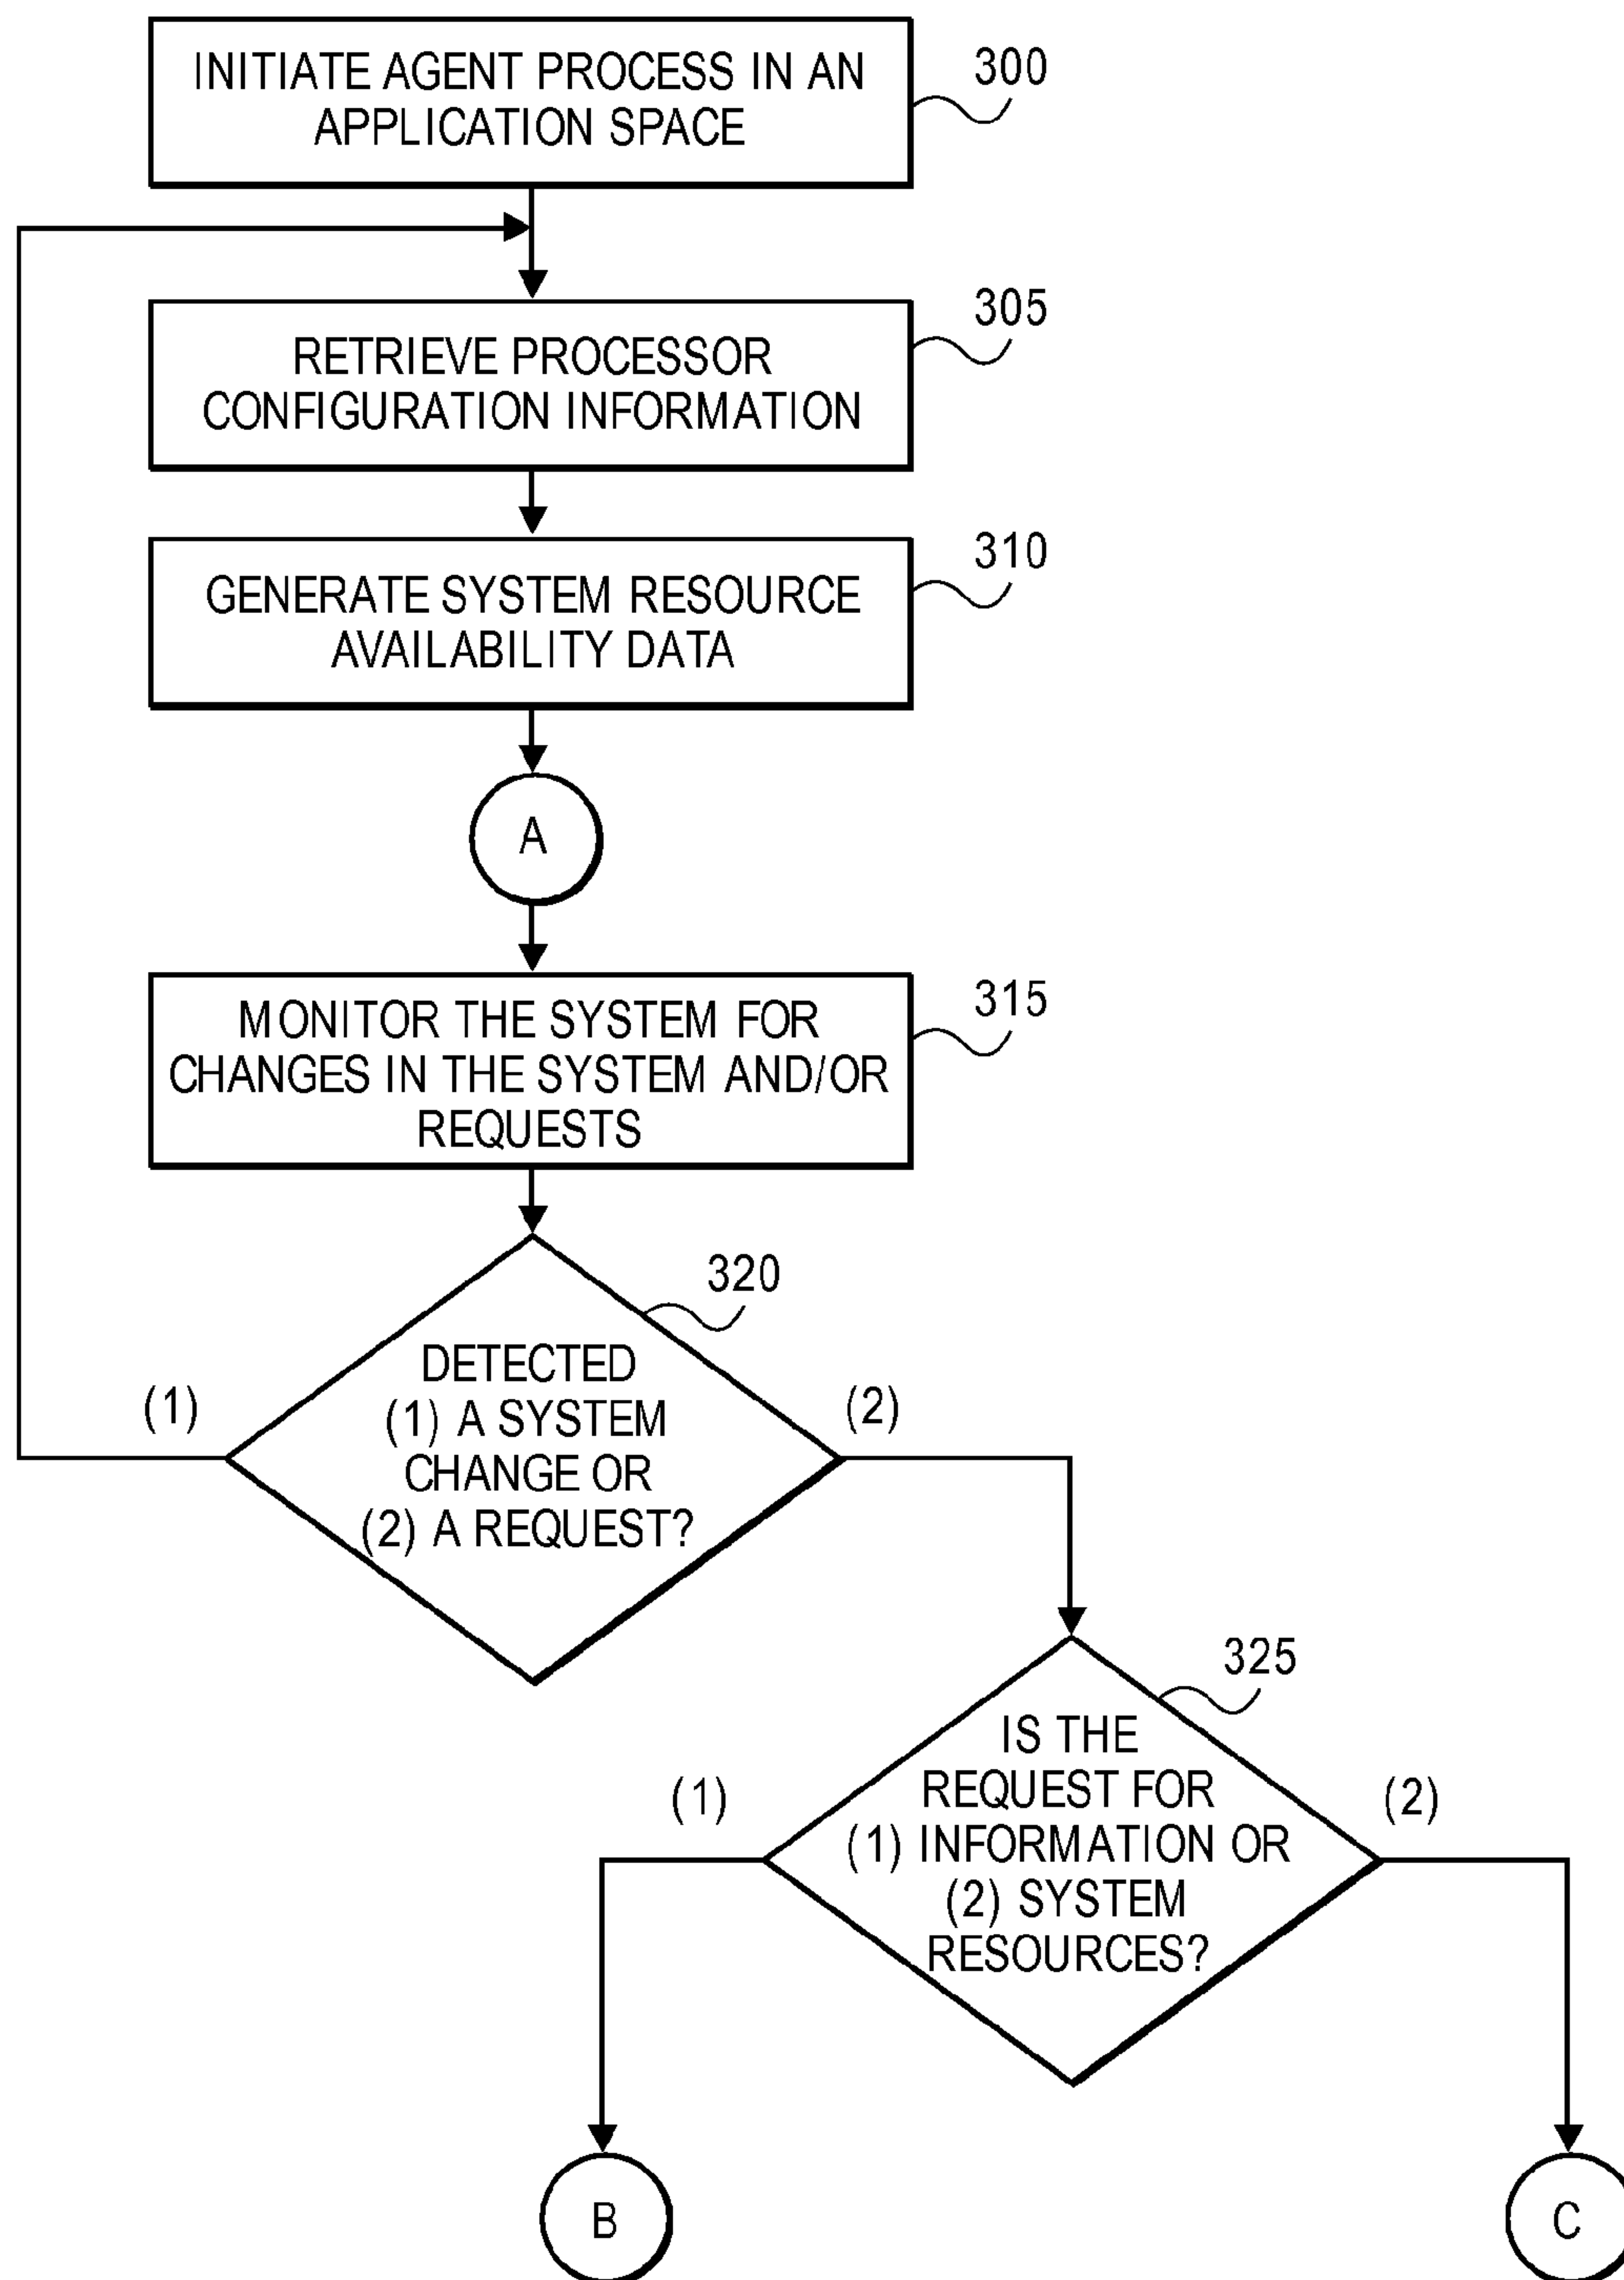 INITIATE AGENT PROCESS IN AN
APPLICATION SPACE
300
RETRIEVE PROCESSOR
CONFIGURATION INFORMATION
305
GENERATE SYSTEM RESOURCE
AVAILABILITY DATA
310
A
MONITOR THE SYSTEM FOR
CHANGES IN THE SYSTEM AND/OR
REQUESTS
315
320
DETECTED
(1) A SYSTEM
CHANGE OR
(2) A REQUEST?
(1)
(2)
325
IS THE
REQUEST FOR
(1) INFORMATION OR
(2) SYSTEM
RESOURCES?
(1)
(2)
B
C